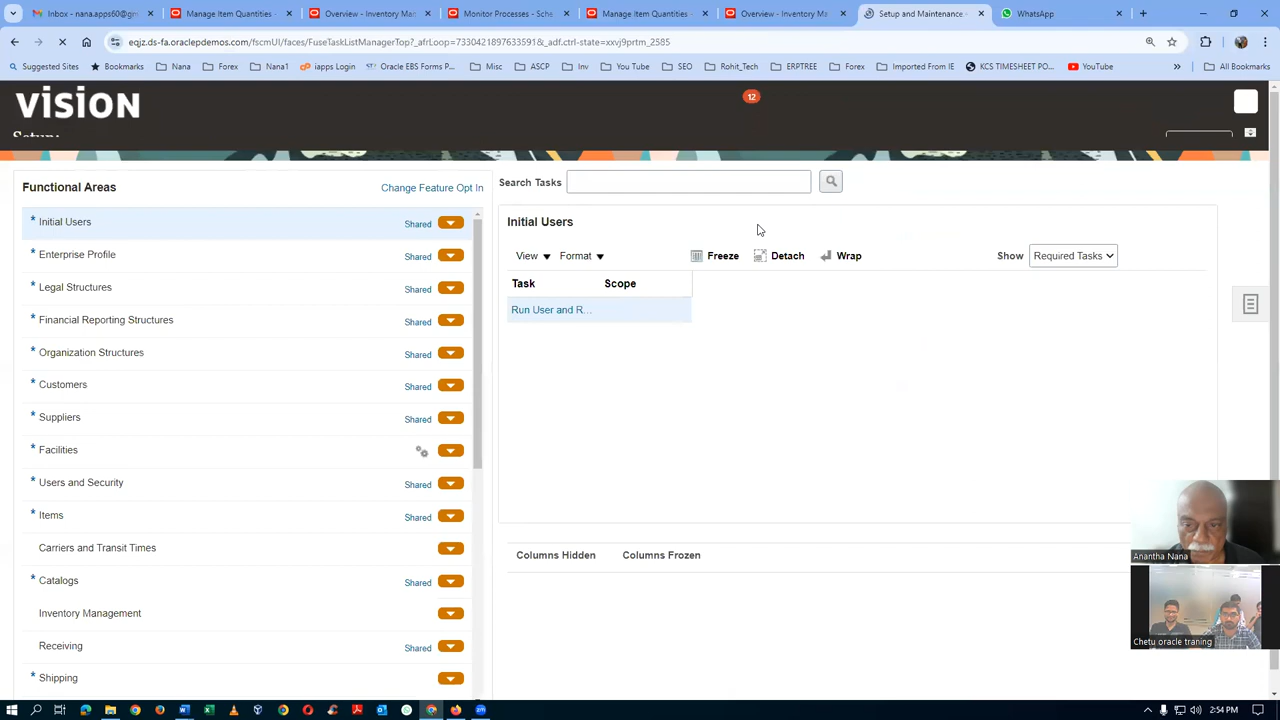 Inbox - nana.apps60@gm
Manage Item Quantities -
Overview - Inventory Man
Monitor Processes - Sche
Manage Item Quantities -
Overview - Inventory Man
Setup and Maintenance -
WhatsApp
eqjz.ds-fa.oraclepdemos.com/fscmUI/faces/FuseTaskListManagerTop?_afrLoop=7330421897633591&_adf.ctrl-state=xxvj9prtm_2585
Suggested Sites
Bookmarks
Nana
Forex
Nana1
iapps Login
Oracle EBS Forms P...
Misc
ASCP
Inv
You Tube
SEO
Rohit_Tech
ERPTREE
Forex
Imported From IE
KCS TIMESHEET PO...
YouTube
All Bookmarks
vision
12
Setup:
Functional Areas
Change Feature Opt In
Search Tasks
* Initial Users Shared
* Enterprise Profile Shared
* Legal Structures Shared
* Financial Reporting Structures Shared
* Organization Structures Shared
* Customers Shared
* Suppliers Shared
* Facilities
* Users and Security Shared
* Items Shared
Carriers and Transit Times
* Catalogs Shared
Inventory Management
Receiving Shared
Shipping
Initial Users
View Format Freeze Detach Wrap Show Required Tasks
Task Scope
Run User and R...
Columns Hidden Columns Frozen
Anantha Nana
Chetu oracle traning
2:54 PM